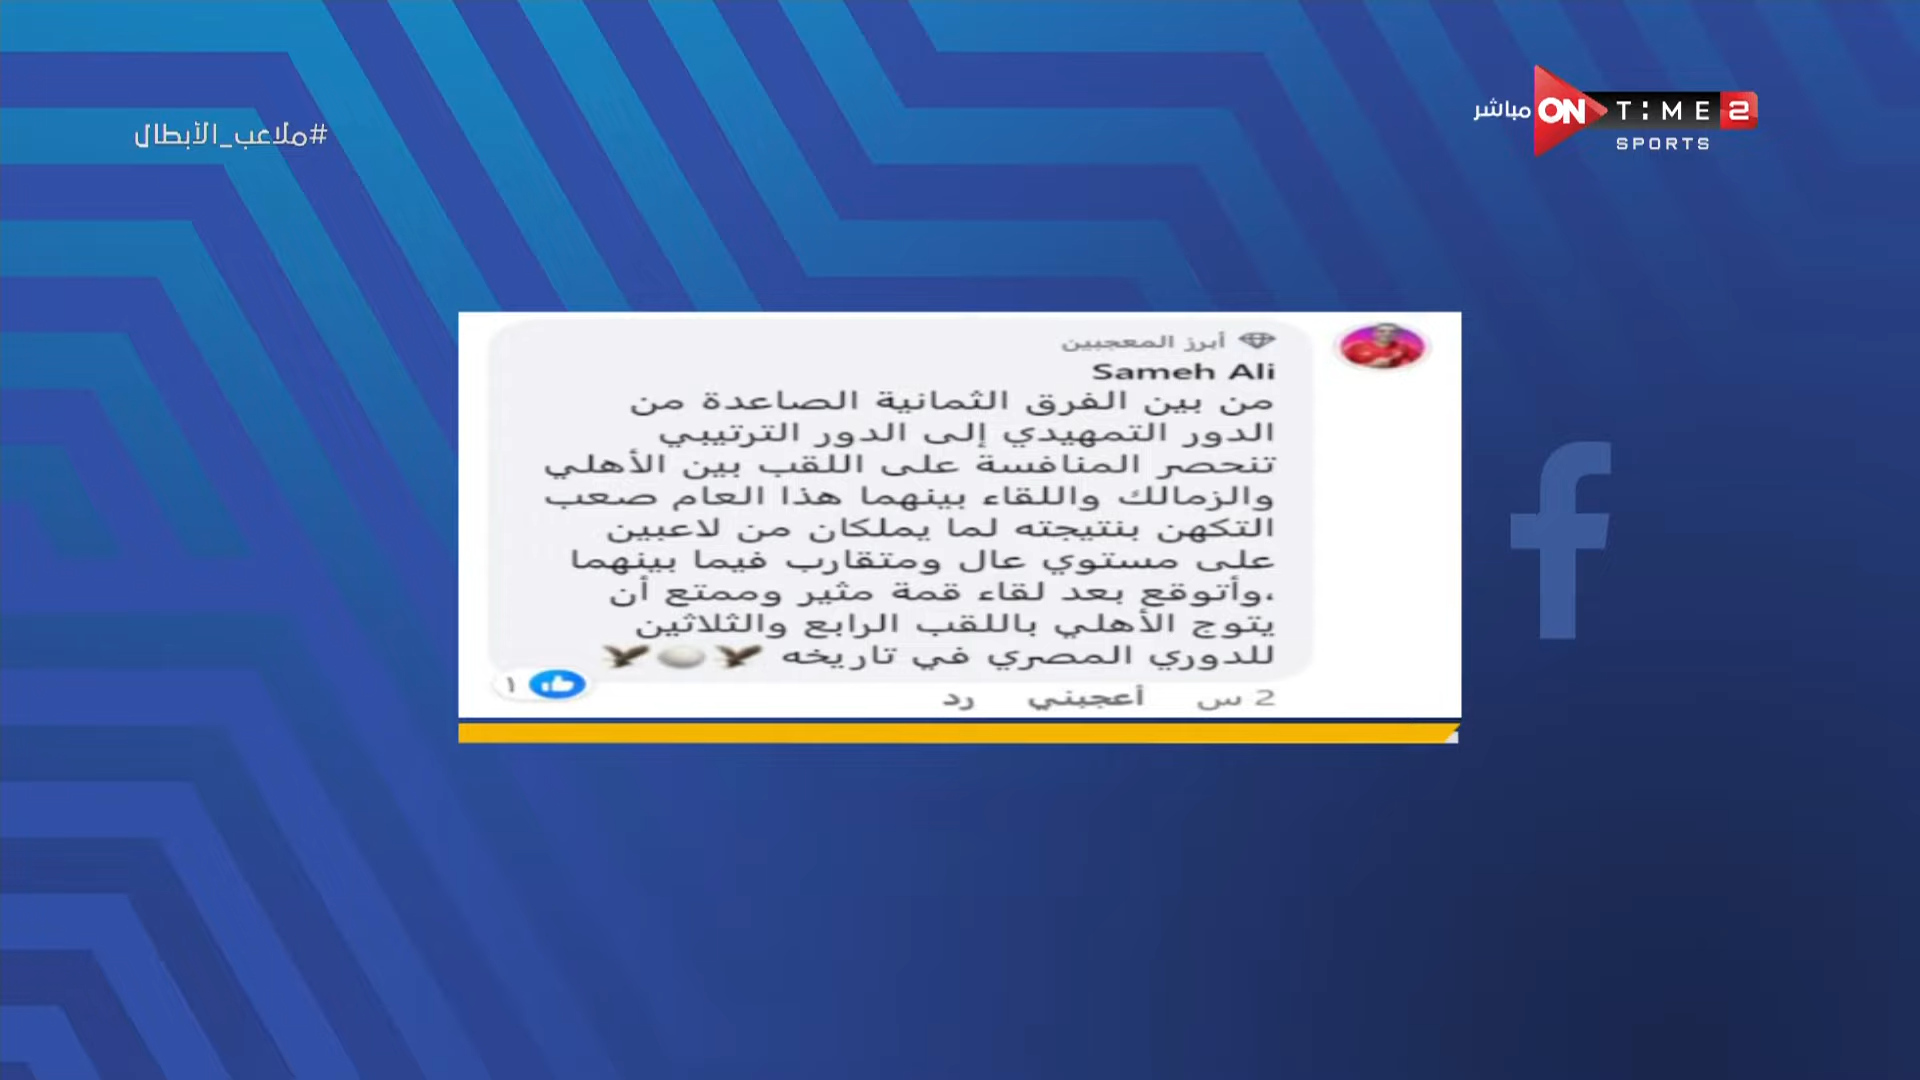 #ملاعب_الأبطال
مباشر ON TIME 2
SPORTS
أبرز المعجبين
Sameh Ali
من بين الفرق الثمانية الصاعدة من
الدور التمهيدي إلى الدور الترتيبي
تنحصر المنافسة على اللقب بين الأهلي
والزمالك واللقاء بينهما هذا العام صعب
التكهن بنتيجته لما يملكان من لاعبين
على مستوي عال ومتقارب فيما بينهما
،وأتوقع بعد لقاء قمة مثير وممتع أن
يتوج الأهلي باللقب الرابع والثلاثين
للدوري المصري في تاريخه 🦅⚪🦅
2 س أعجبني رد
١